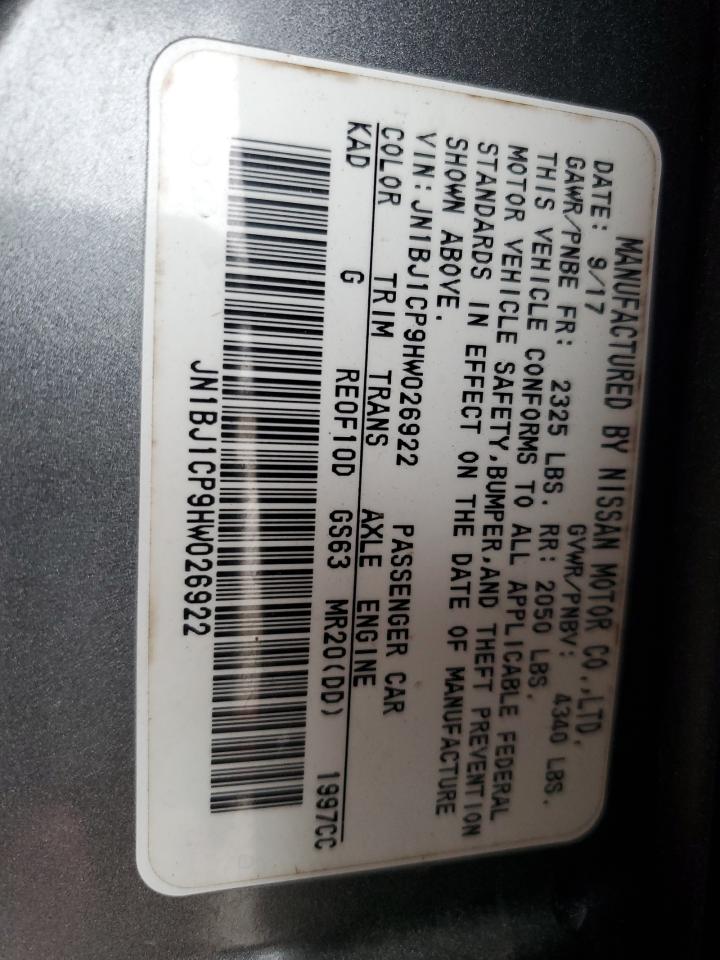 MANUFACTURED BY NISSAN MOTOR CO.,LTD.
DATE: 9/17 GVWR/PNBV: 4340 LBS.
GAWR/PNBE FR: 2325 LBS. RR: 2050 LBS.
THIS VEHICLE CONFORMS TO ALL APPLICABLE FEDERAL
MOTOR VEHICLE SAFETY,BUMPER,AND THEFT PREVENTION
STANDARDS IN EFFECT ON THE DATE OF MANUFACTURE
SHOWN ABOVE.
VIN:JN1BJ1CP9HW026922 PASSENGER CAR
COLOR TRIM TRANS AXLE ENGINE
KAD G RE0F10D GS63 MR20(DD) 1997CC
JN1BJ1CP9HW026922